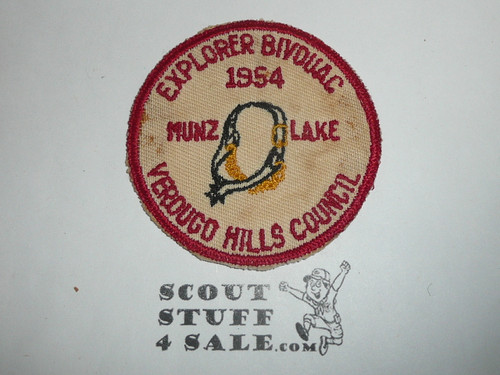 EXPLORER BIVOUAC
1954
MUNZ LAKE
VERDUGO HILLS COUNCIL
SCOUT
STUFF
4 SALE.COM